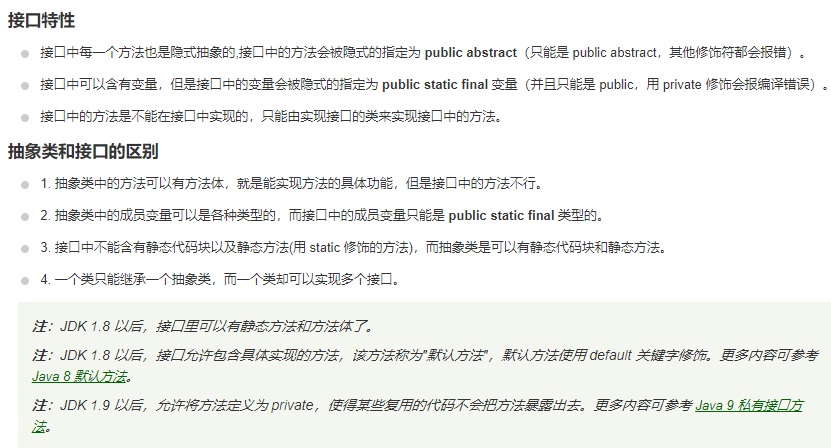 接口特性
接口中每一个方法也是隐式抽象的,接口中的方法会被隐式的指定为 public abstract（只能是 public abstract，其他修饰符都会报错）。
接口中可以含有变量，但是接口中的变量会被隐式的指定为 public static final 变量（并且只能是 public，用 private 修饰会报编译错误）。
接口中的方法是不能在接口中实现的，只能由实现接口的类来实现接口中的方法。
抽象类和接口的区别
1. 抽象类中的方法可以有方法体，就是能实现方法的具体功能，但是接口中的方法不行。
2. 抽象类中的成员变量可以是各种类型的，而接口中的成员变量只能是 public static final 类型的。
3. 接口中不能含有静态代码块以及静态方法(用 static 修饰的方法)，而抽象类是可以有静态代码块和静态方法。
4. 一个类只能继承一个抽象类，而一个类却可以实现多个接口。
注：JDK 1.8 以后，接口里可以有静态方法和方法体了。
注：JDK 1.8 以后，接口允许包含具体实现的方法，该方法称为"默认方法"，默认方法使用 default 关键字修饰。更多内容可参考
Java 8 默认方法。
注：JDK 1.9 以后，允许将方法定义为 private，使得某些复用的代码不会把方法暴露出去。更多内容可参考 Java 9 私有接口方
法。